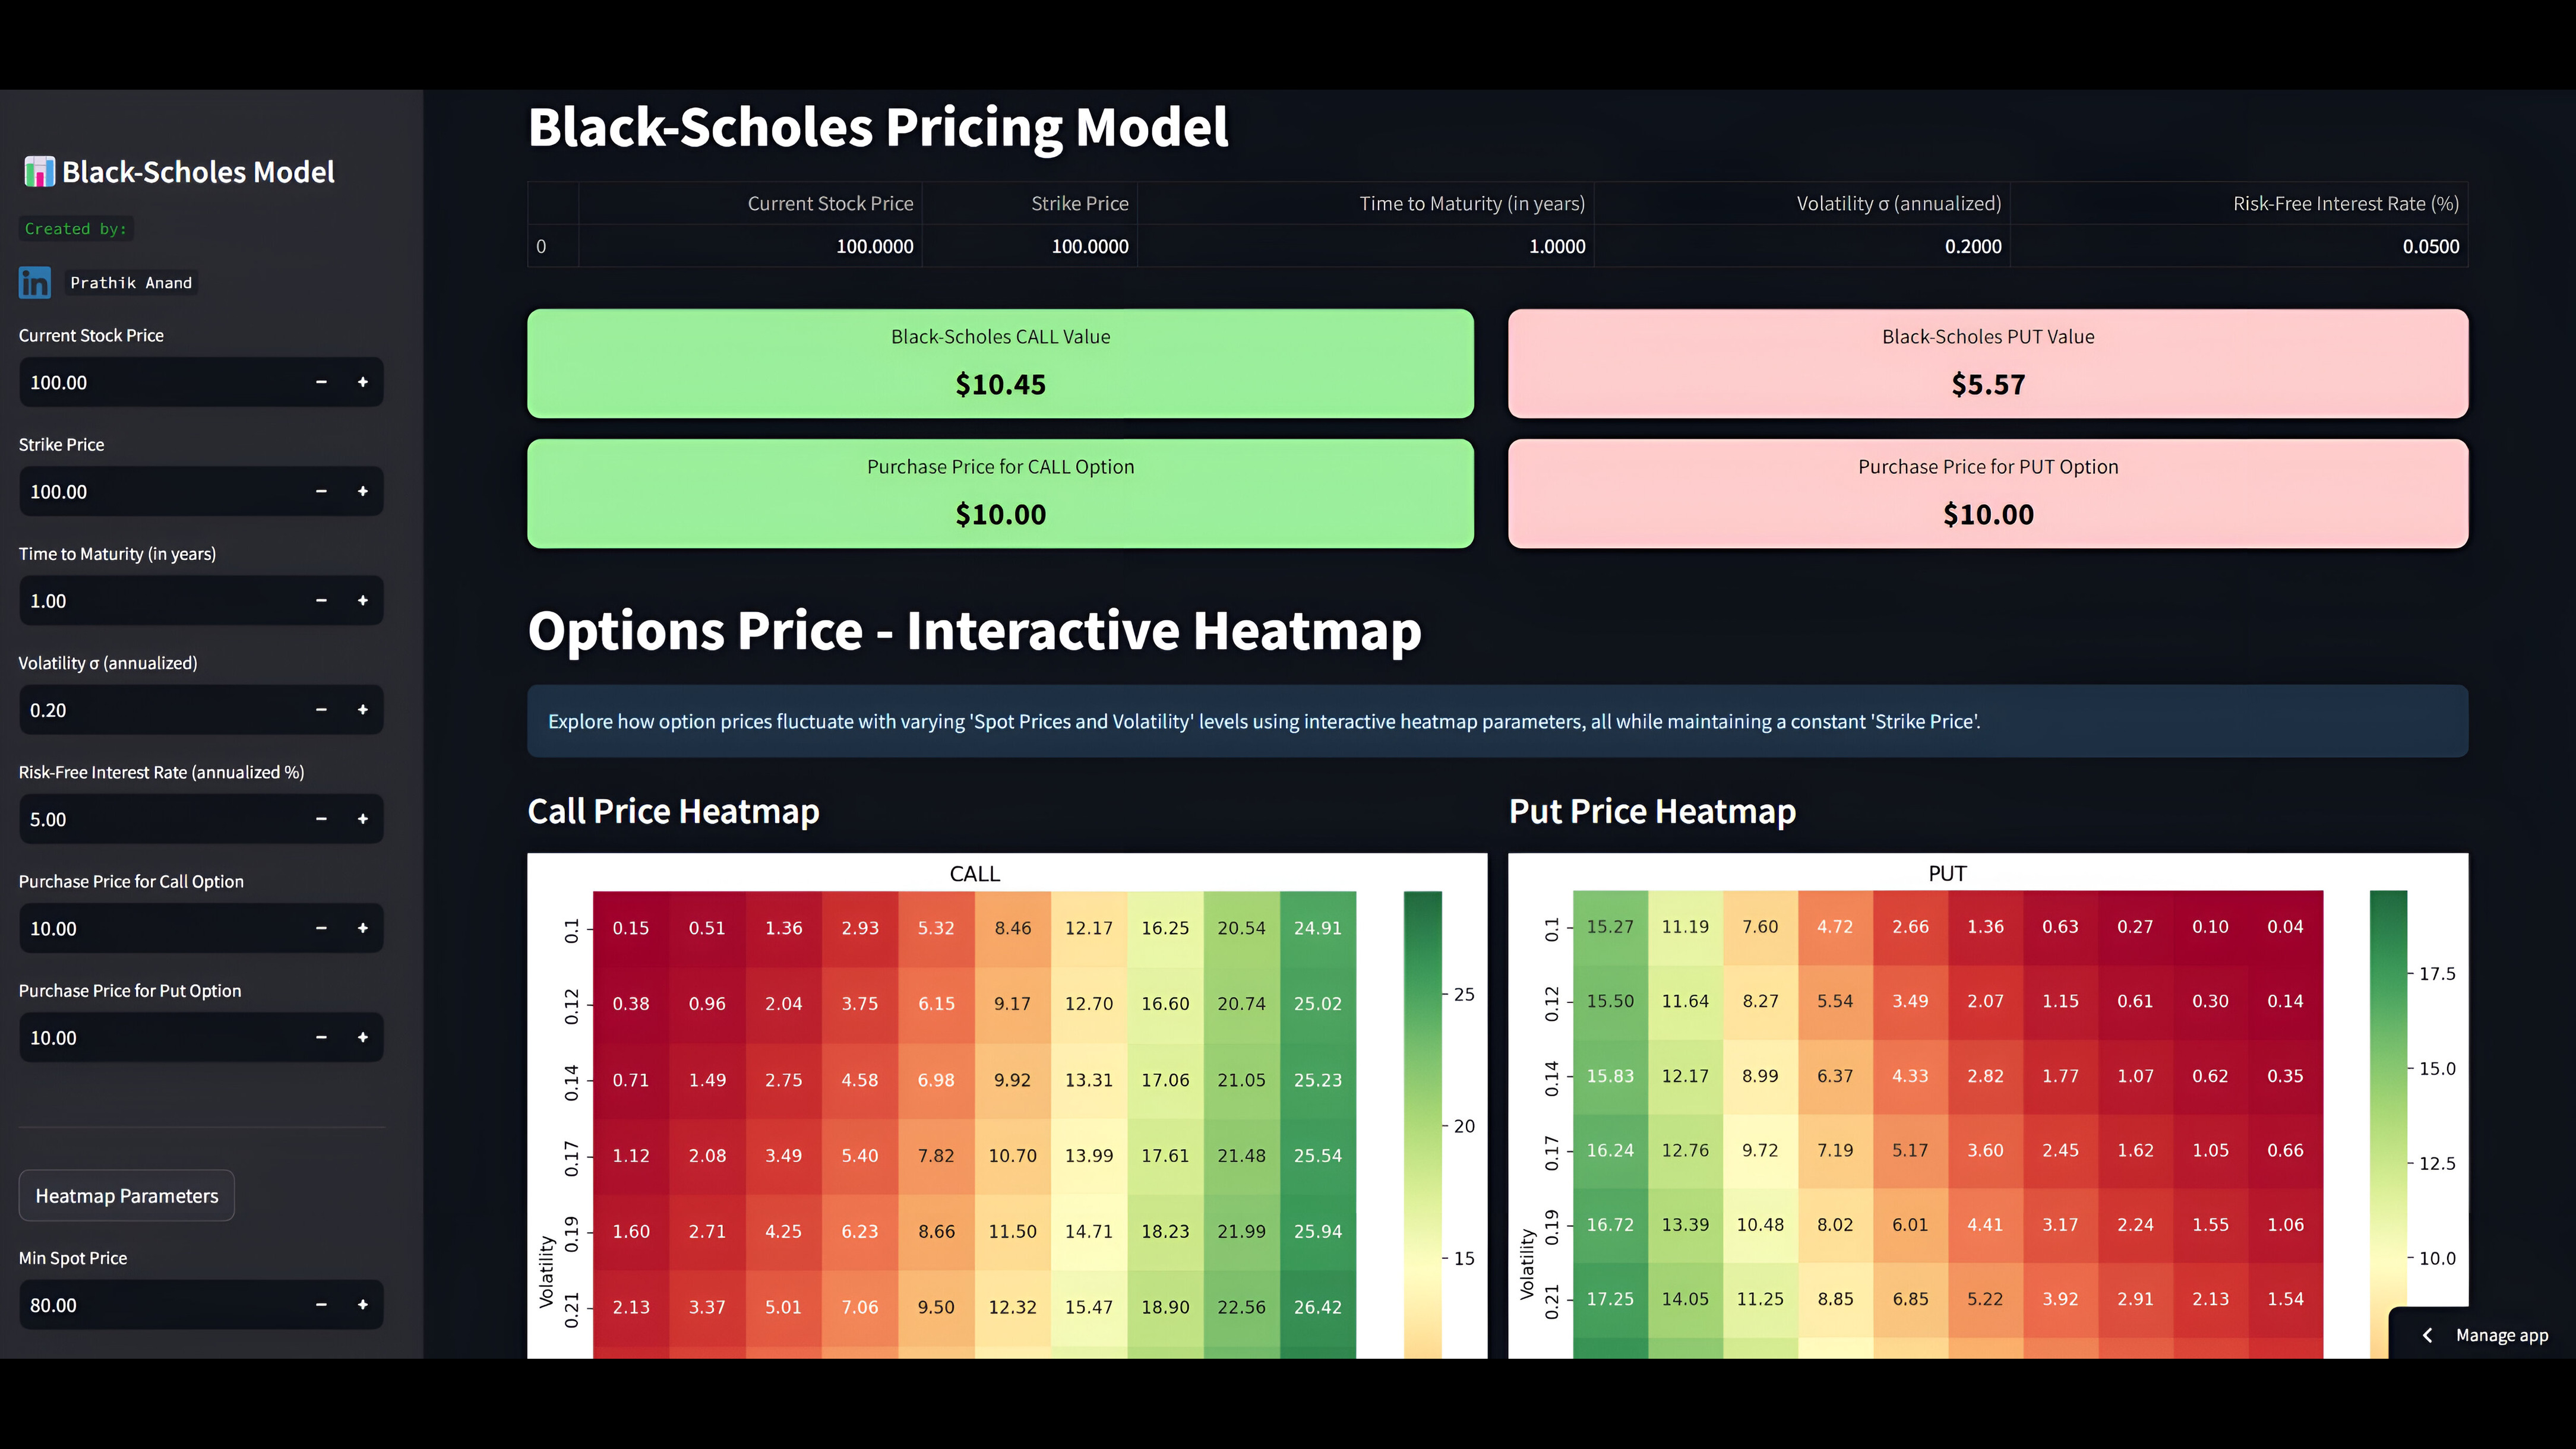 Black-Scholes Model
Created by:
Prathik Anand
Current Stock Price
100.00
Strike Price
100.00
Time to Maturity (in years)
1.00
Volatility σ (annualized)
0.20
Risk-Free Interest Rate (annualized %)
5.00
Purchase Price for Call Option
10.00
Purchase Price for Put Option
10.00
Heatmap Parameters
Min Spot Price
80.00
Black-Scholes Pricing Model
Current Stock Price Strike Price Time to Maturity (in years) Volatility σ (annualized) Risk-Free Interest Rate (%)
0 100.0000 100.0000 1.0000 0.2000 0.0500
Black-Scholes CALL Value
$10.45
Black-Scholes PUT Value
$5.57
Purchase Price for CALL Option
$10.00
Purchase Price for PUT Option
$10.00
Options Price - Interactive Heatmap
Explore how option prices fluctuate with varying 'Spot Prices and Volatility' levels using interactive heatmap parameters, all while maintaining a constant 'Strike Price'.
Call Price Heatmap
CALL
0.1 0.15 0.51 1.36 2.93 5.32 8.46 12.17 16.25 20.54 24.91
0.12 0.38 0.96 2.04 3.75 6.15 9.17 12.70 16.60 20.74 25.02
0.14 0.71 1.49 2.75 4.58 6.98 9.92 13.31 17.06 21.05 25.23
0.17 1.12 2.08 3.49 5.40 7.82 10.70 13.99 17.61 21.48 25.54
0.19 1.60 2.71 4.25 6.23 8.66 11.50 14.71 18.23 21.99 25.94
0.21 2.13 3.37 5.01 7.06 9.50 12.32 15.47 18.90 22.56 26.42
Volatility
25
20
15
Put Price Heatmap
PUT
0.1 15.27 11.19 7.60 4.72 2.66 1.36 0.63 0.27 0.10 0.04
0.12 15.50 11.64 8.27 5.54 3.49 2.07 1.15 0.61 0.30 0.14
0.14 15.83 12.17 8.99 6.37 4.33 2.82 1.77 1.07 0.62 0.35
0.17 16.24 12.76 9.72 7.19 5.17 3.60 2.45 1.62 1.05 0.66
0.19 16.72 13.39 10.48 8.02 6.01 4.41 3.17 2.24 1.55 1.06
0.21 17.25 14.05 11.25 8.85 6.85 5.22 3.92 2.91 2.13 1.54
Volatility
17.5
15.0
12.5
10.0
Manage app